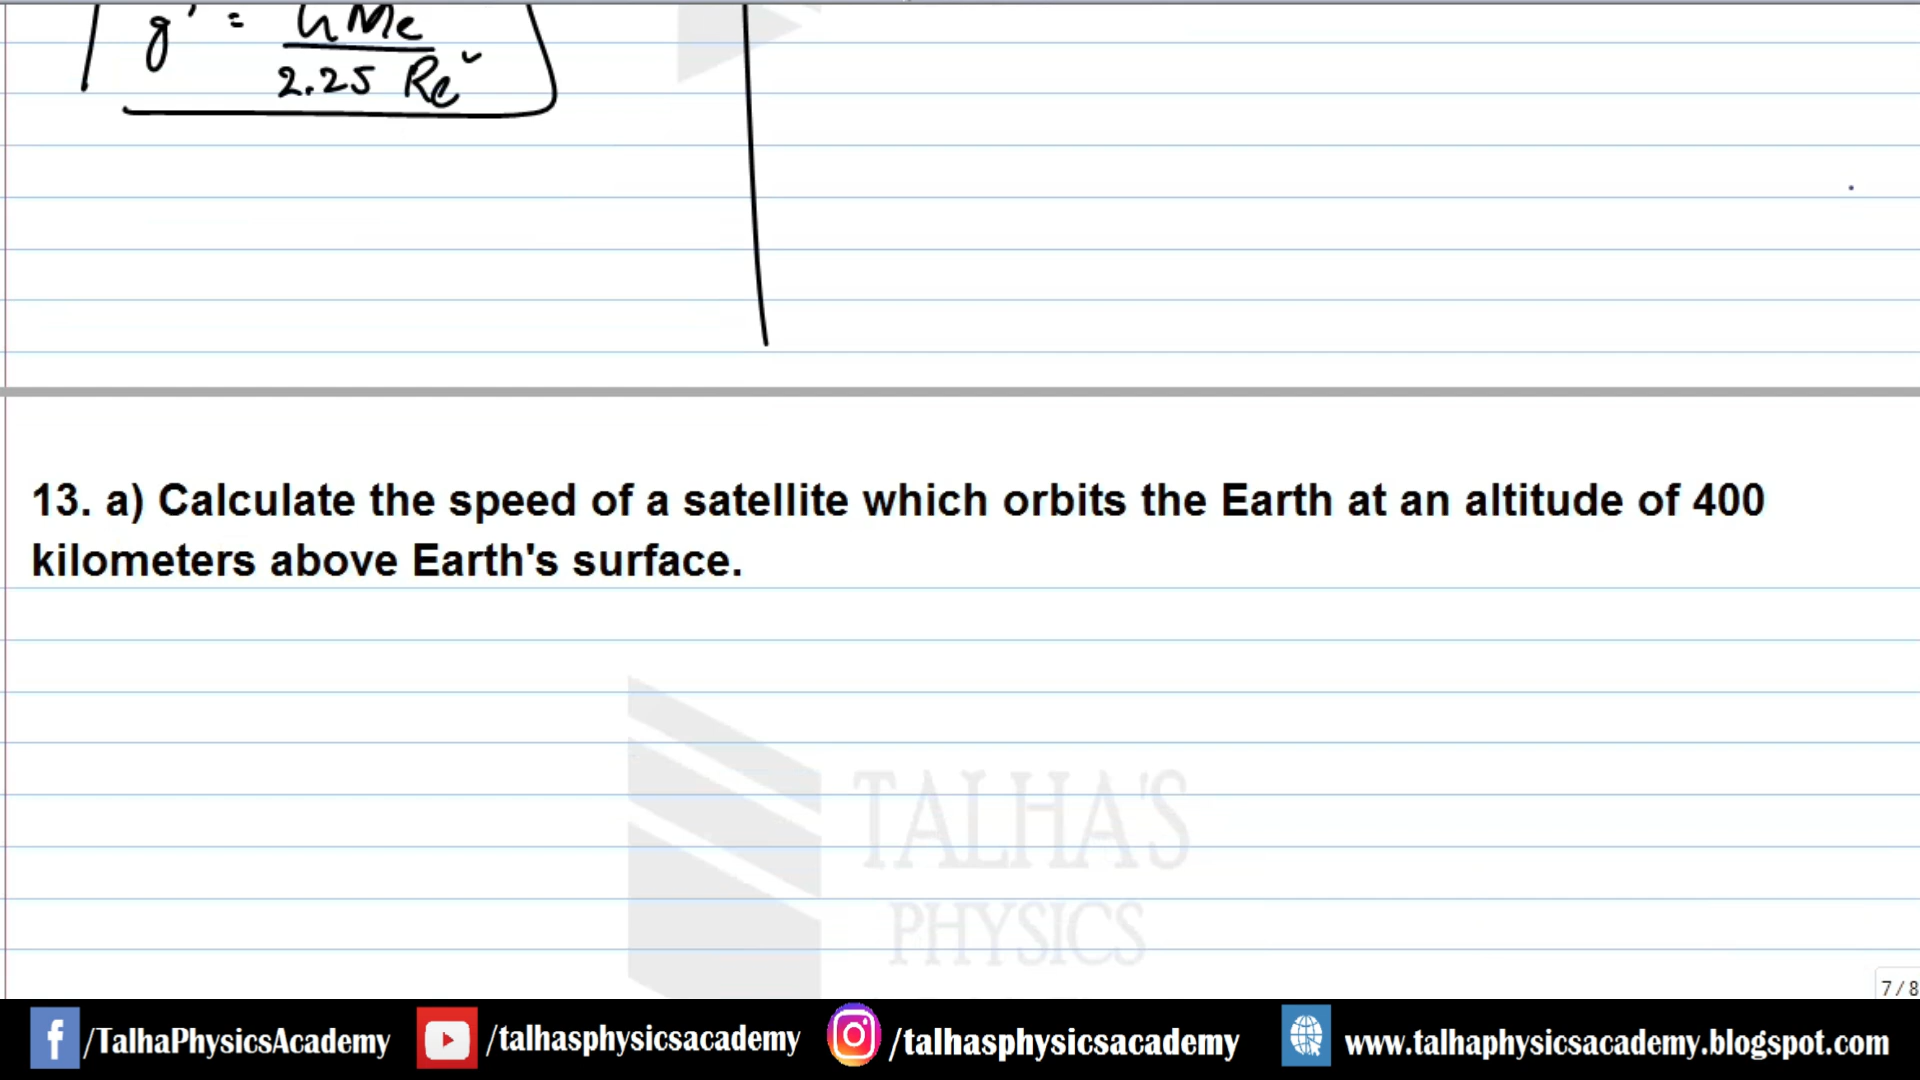 g' = GMe
2.25 Re²
13. a) Calculate the speed of a satellite which orbits the Earth at an altitude of 400
kilometers above Earth's surface.
TALHA'S
PHYSICS
7 / 8
/TalhaPhysicsAcademy /talhasphysicsacademy /talhasphysicsacademy www.talhaphysicsacademy.blogspot.com